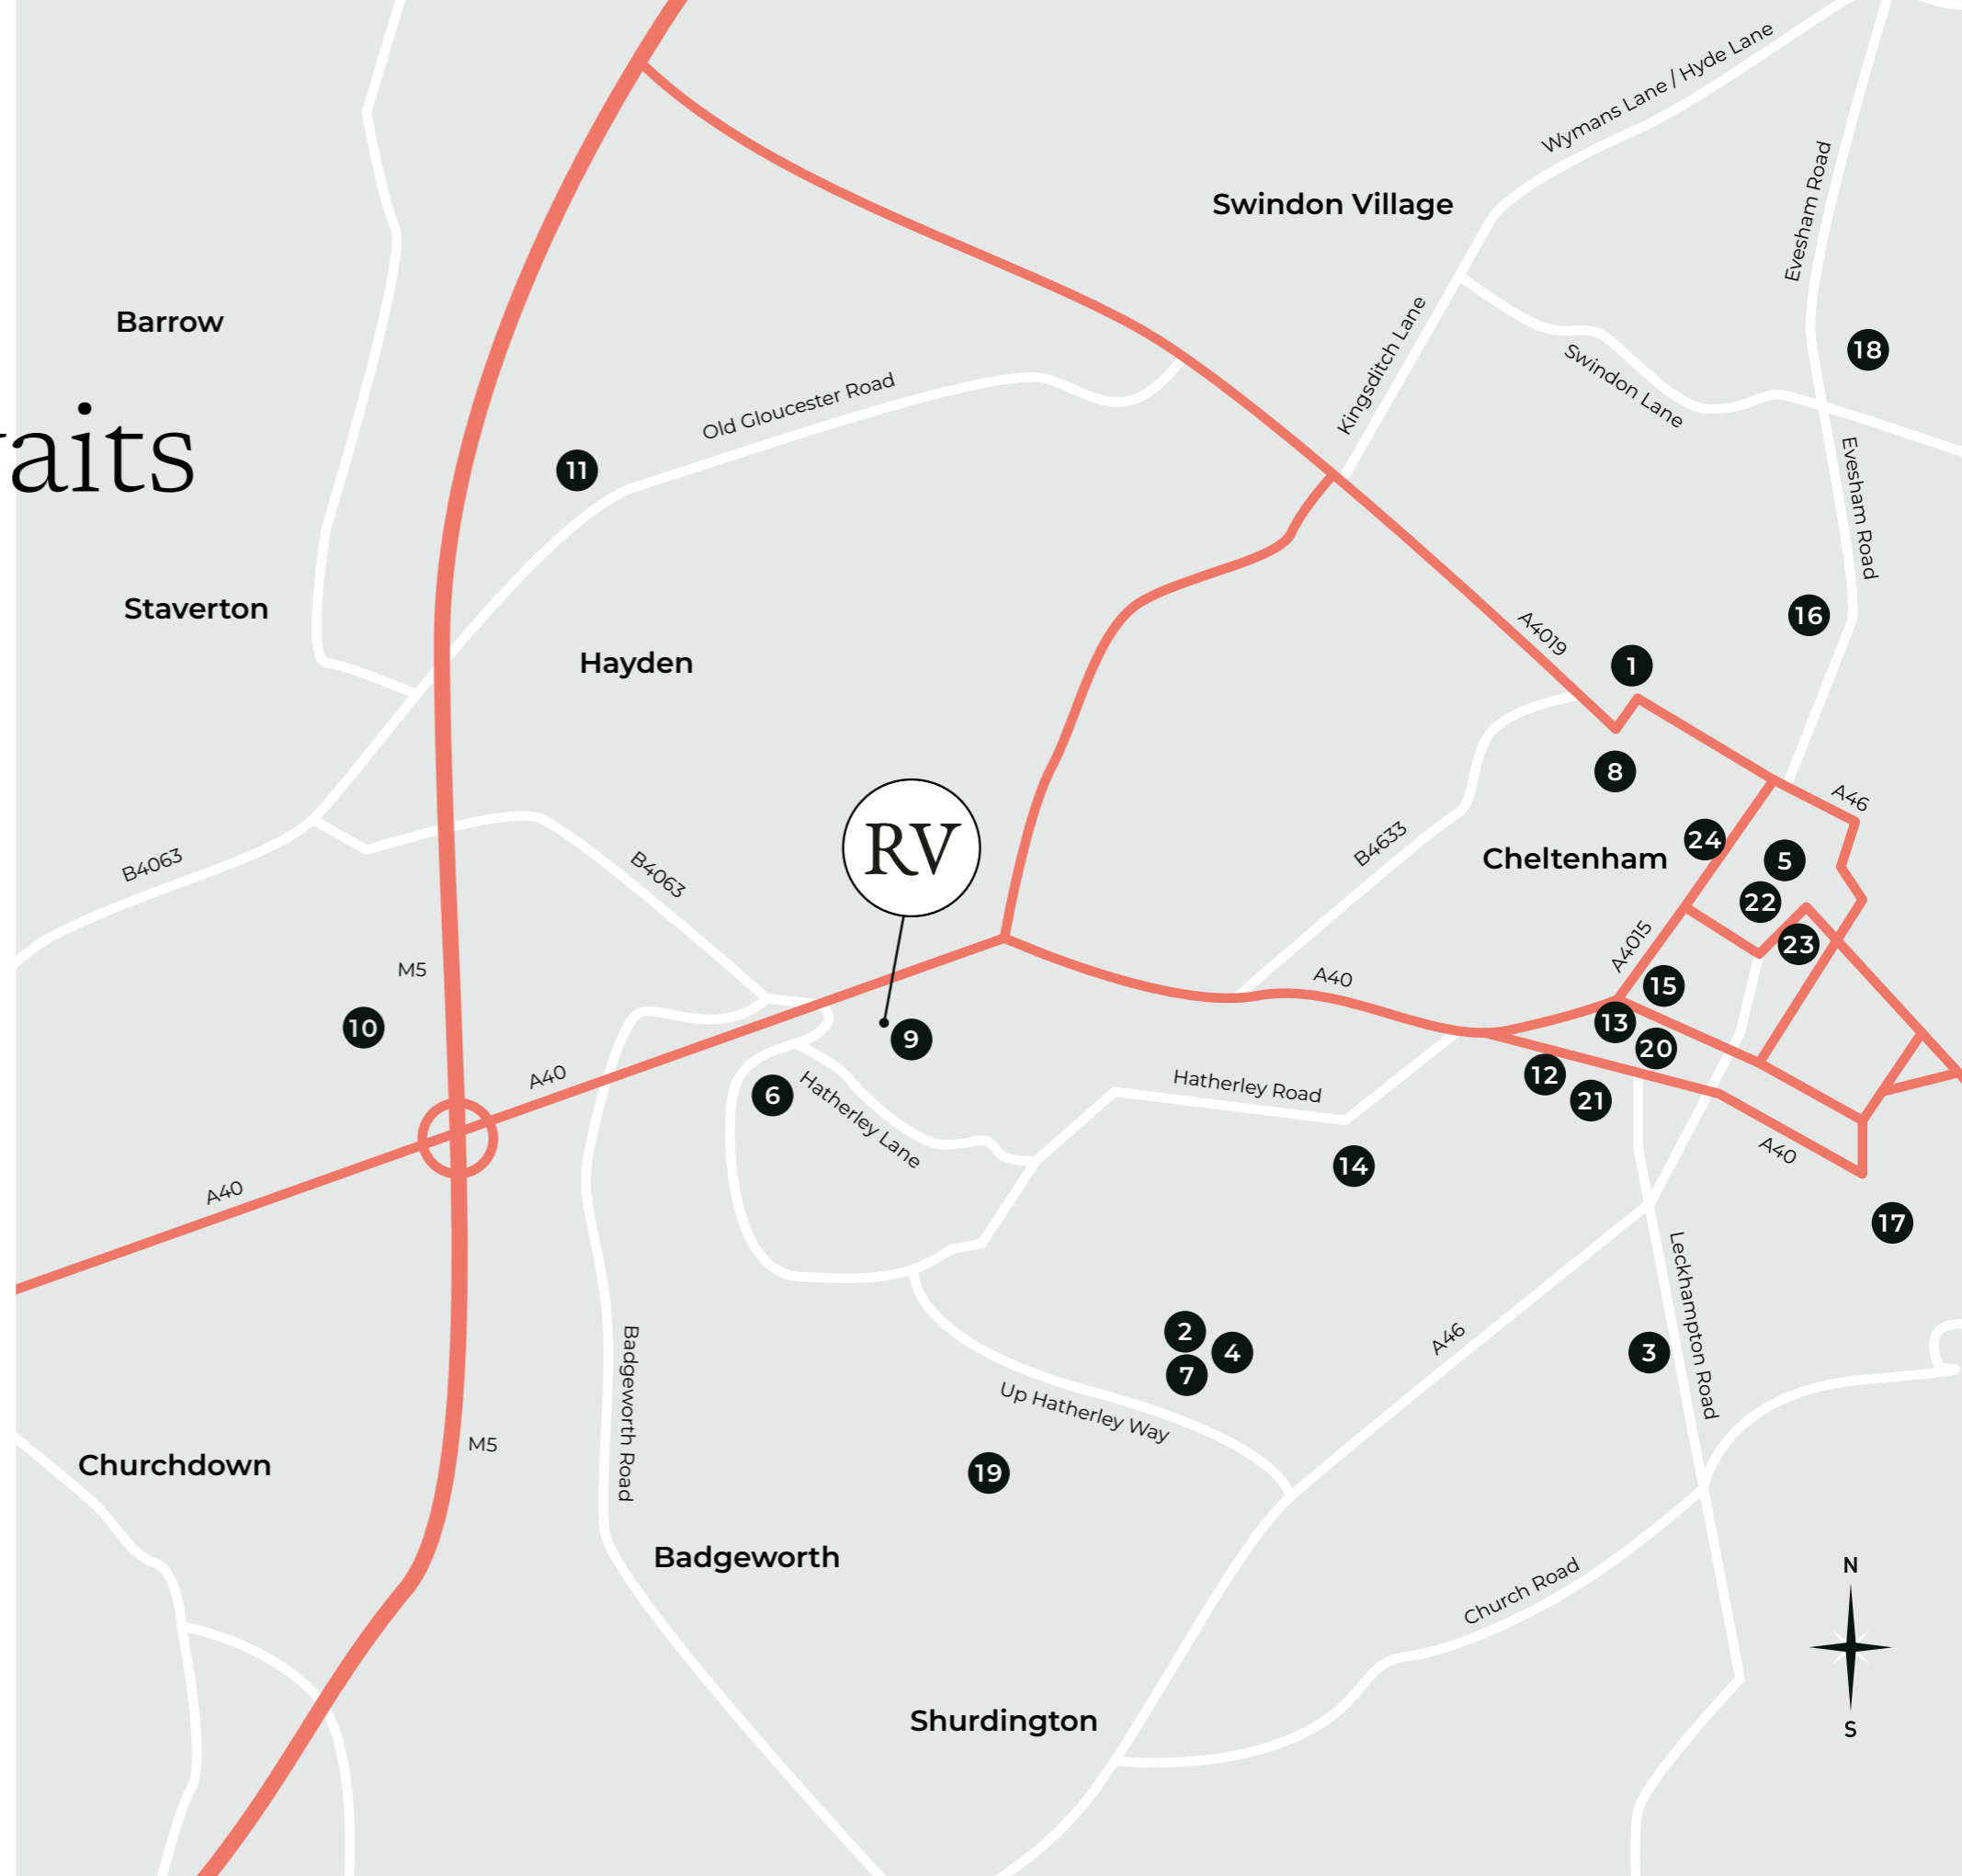 Wymans Lane / Hyde Lane
Evesham Road
Swindon Village
Barrow
Kingsditch Lane
18
Swindon Lane
Old Gloucester Road
aits
11
Evesham Road
Staverton
16
A4019
Hayden
1
8
A46
RV
24
B4633
Cheltenham
5
B4063
B4063
22
A4015
23
M5
A40
15
10
13
9
20
A40
12
Hatherley Road
6
21
Hatherley Lane
A40
14
A40
17
Leckhampton Road
2
A46
4
3
7
Badgeworth Road
Up Hatherley Way
M5
Churchdown
19
Badgeworth
N
Church Road
Shurdington
S